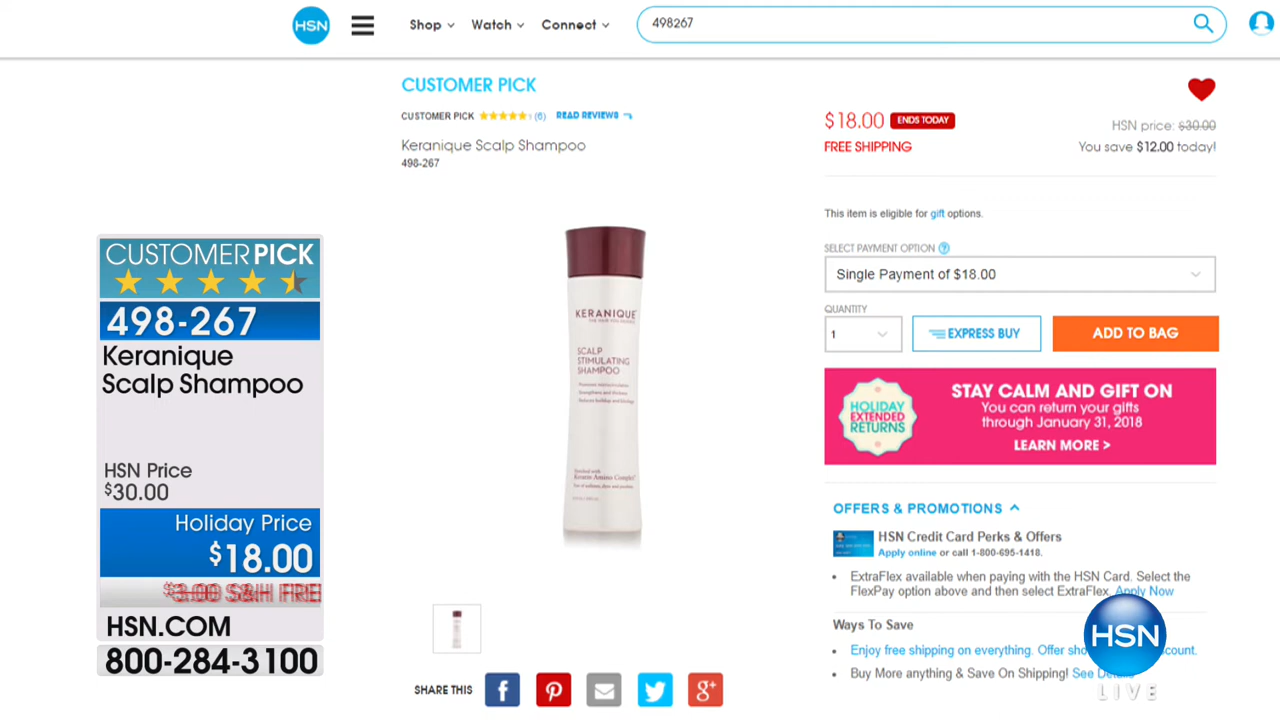 HSN
Shop
Watch
Connect
498267
CUSTOMER PICK
CUSTOMER PICK
(6)
READ REVIEWS
Keranique Scalp Shampoo
498-267
$18.00
ENDS TODAY
FREE SHIPPING
HSN price: $30.00
You save $12.00 today!
This item is eligible for gift options.
SELECT PAYMENT OPTION ?
Single Payment of $18.00
QUANTITY
1
EXPRESS BUY
ADD TO BAG
HOLIDAY
EXTENDED
RETURNS
STAY CALM AND GIFT ON
You can return your gifts
through January 31, 2018
LEARN MORE >
OFFERS & PROMOTIONS
HSN Credit Card Perks & Offers
Apply online or call 1-800-695-1418.
• ExtraFlex available when paying with the HSN Card. Select the
FlexPay option above and then select ExtraFlex. Apply Now
Ways To Save
• Enjoy free shipping on everything. Offer
• Buy More anything & Save On Shipping! See
HSN
LIVE
KERANIQUE
SCALP
STIMULATING
SHAMPOO
SHARE THIS
CUSTOMER PICK
498-267
Keranique
Scalp Shampoo
HSN Price
$30.00
Holiday Price
$18.00
$3.00 S&H FRE
HSN.COM
800-284-3100